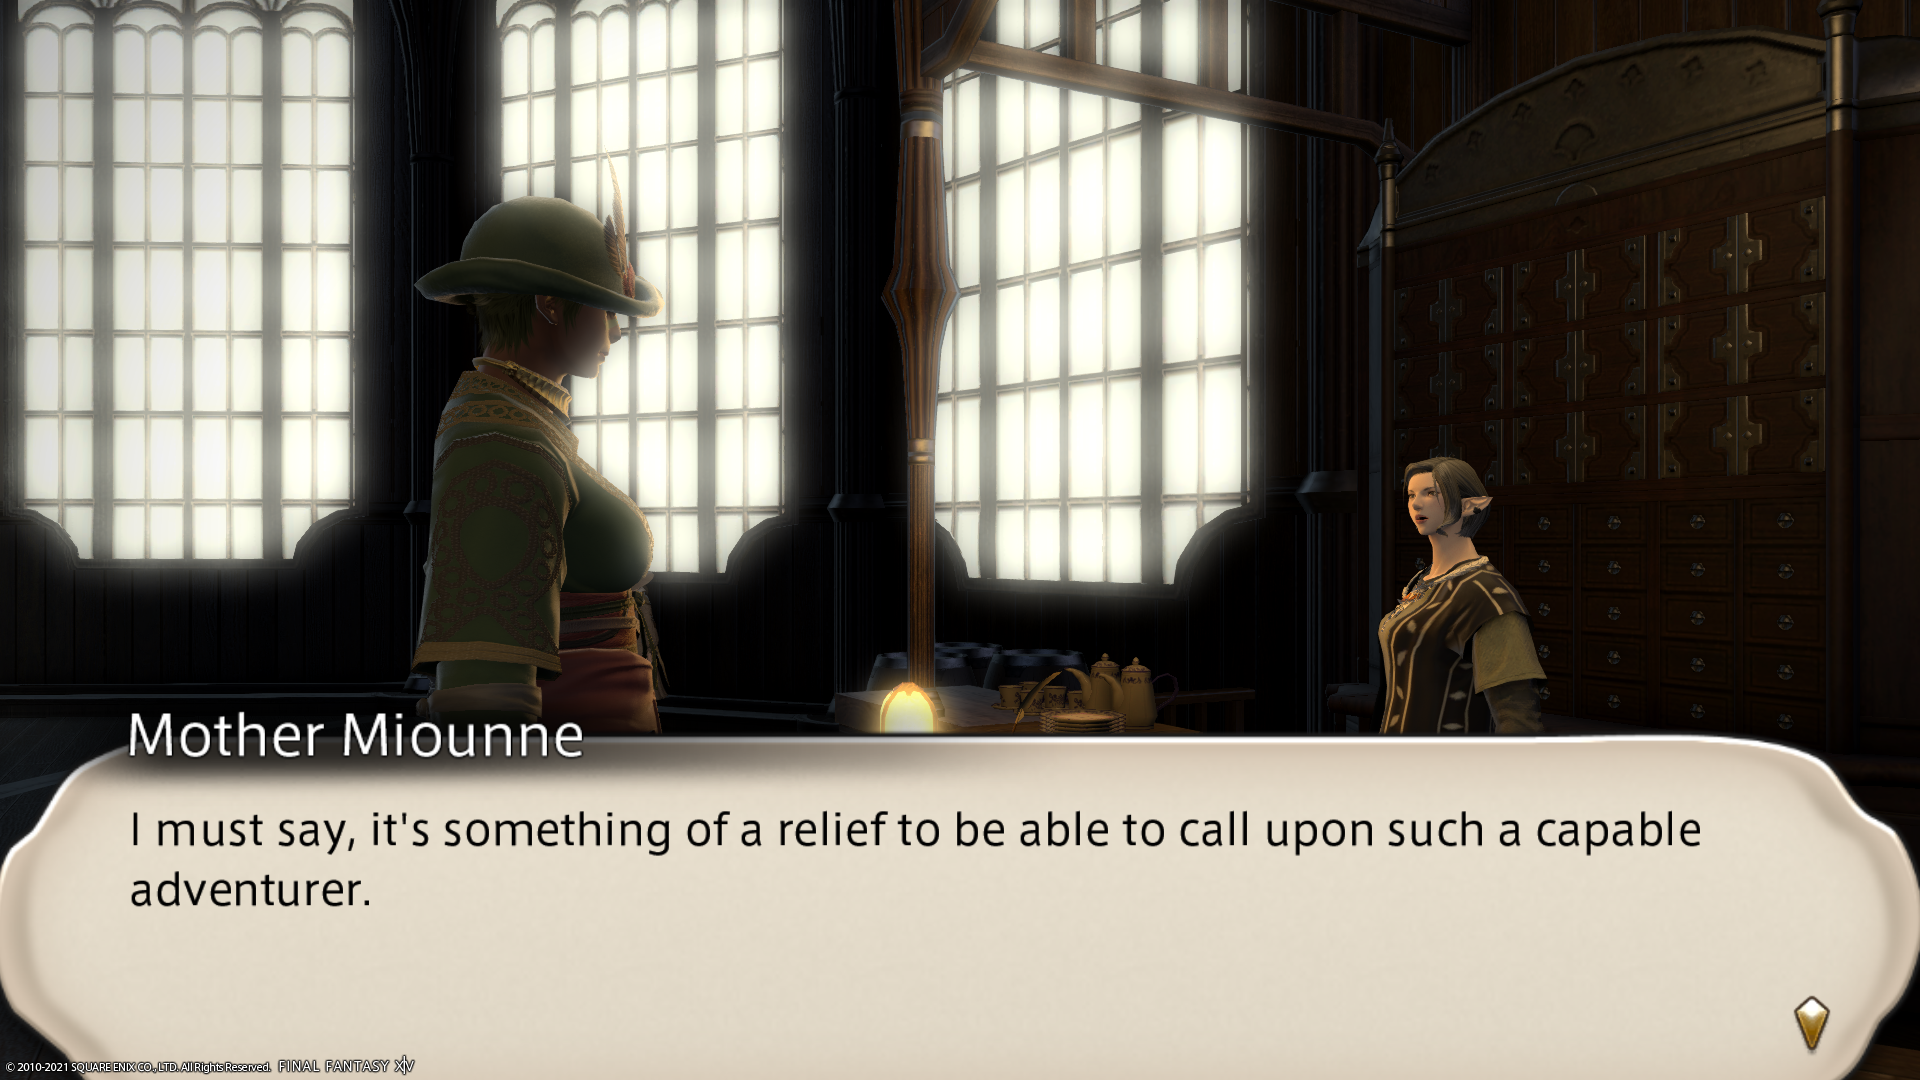 Mother Miounne
I must say, it's something of a relief to be able to call upon such a capable
adventurer.
© 2010-2021 SQUARE ENIX CO., LTD. All Rights Reserved. FINAL FANTASY XIV